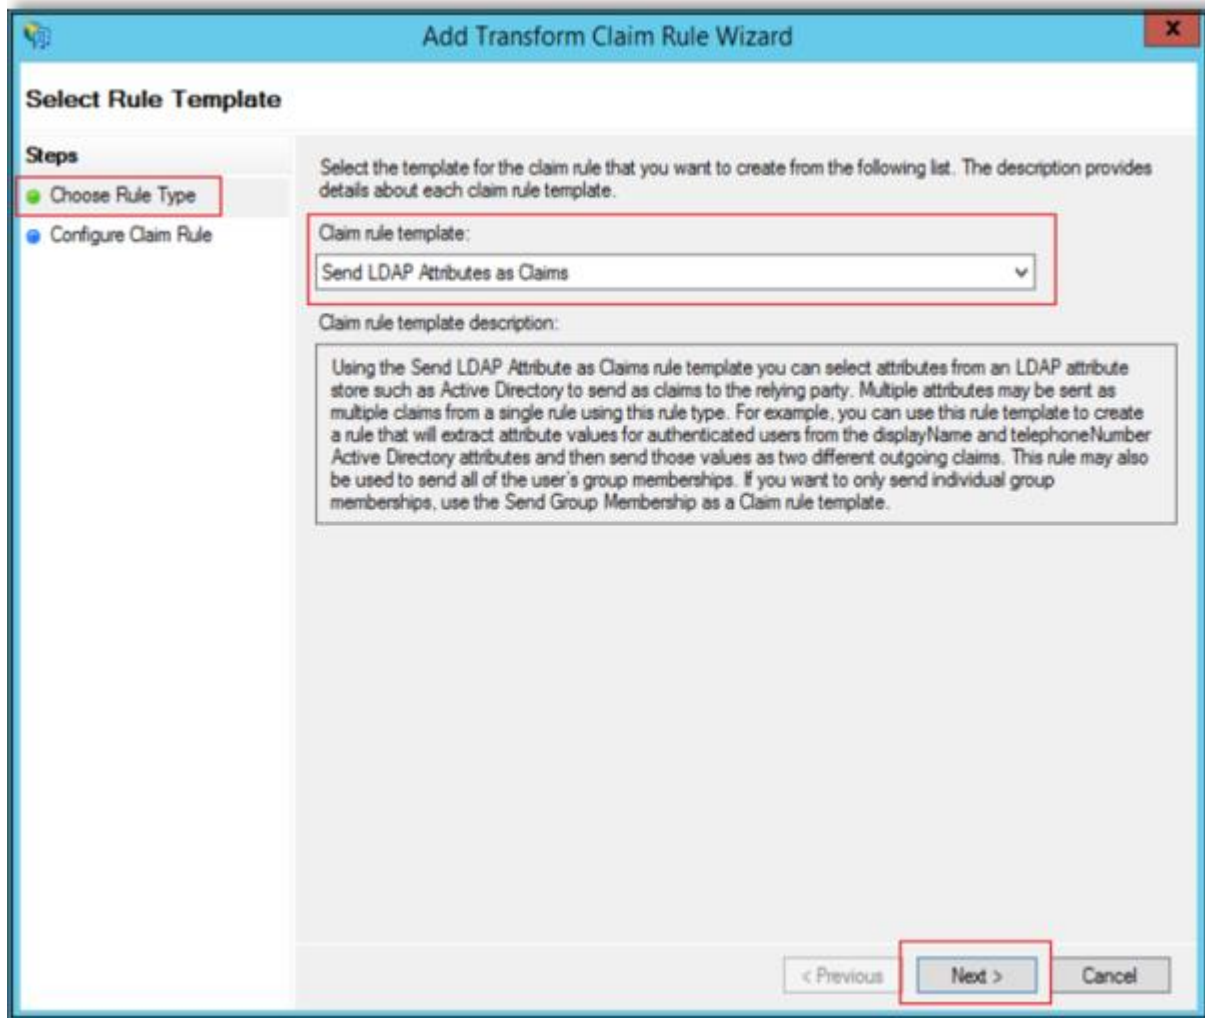 Add Transform Claim Rule Wizard
x
Select Rule Template
Steps
Choose Rule Type
Configure Claim Rule
Select the template for the claim rule that you want to create from the following list. The description provides
details about each claim rule template.
Claim rule template:
Send LDAP Attributes as Claims
Claim rule template description:
Using the Send LDAP Attribute as Claims rule template you can select attributes from an LDAP attribute
store such as Active Directory to send as claims to the relying party. Multiple attributes may be sent as
multiple claims from a single rule using this rule type. For example, you can use this rule template to create
a rule that will extract attribute values for authenticated users from the displayName and telephoneNumber
Active Directory attributes and then send those values as two different outgoing claims. This rule may also
be used to send all of the user's group memberships. If you want to only send individual group
memberships, use the Send Group Membership as a Claim rule template.
< Previous
Next >
Cancel